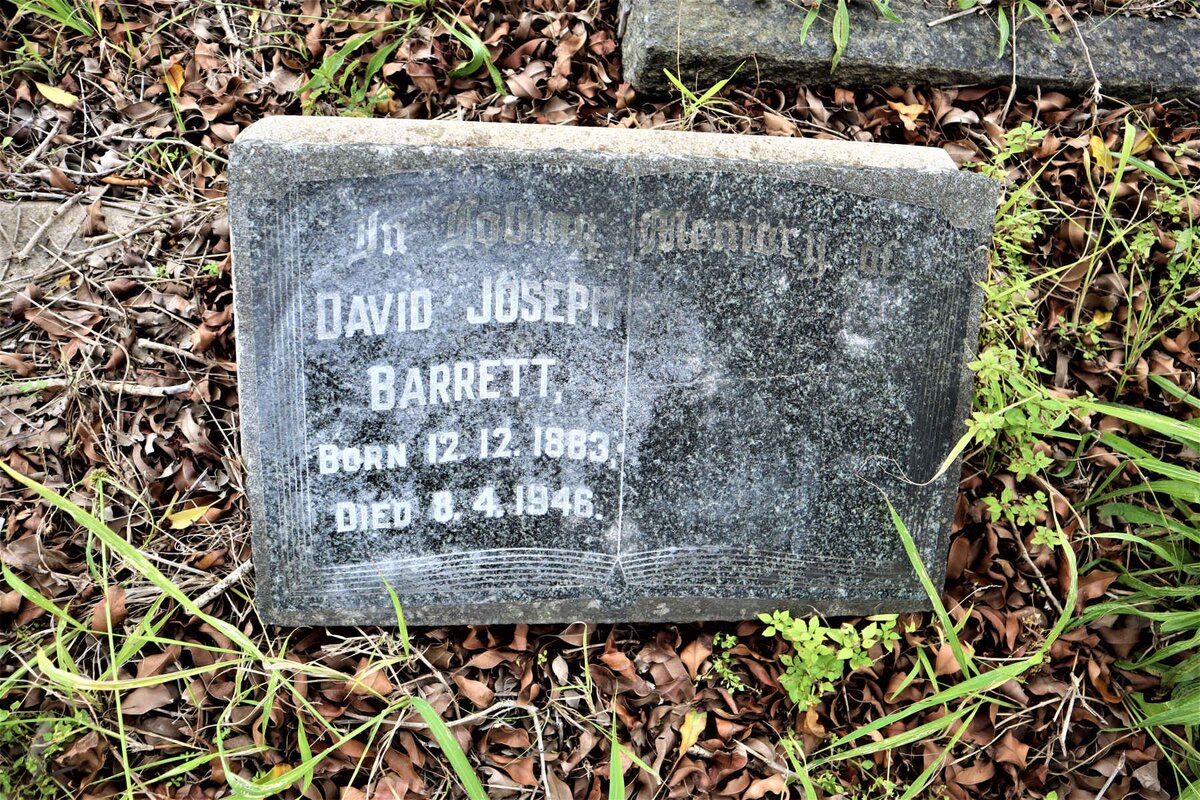 In Loving Memory of
DAVID JOSEPH
BARRETT,
BORN 12.12.1883,
DIED 8.4.1946.